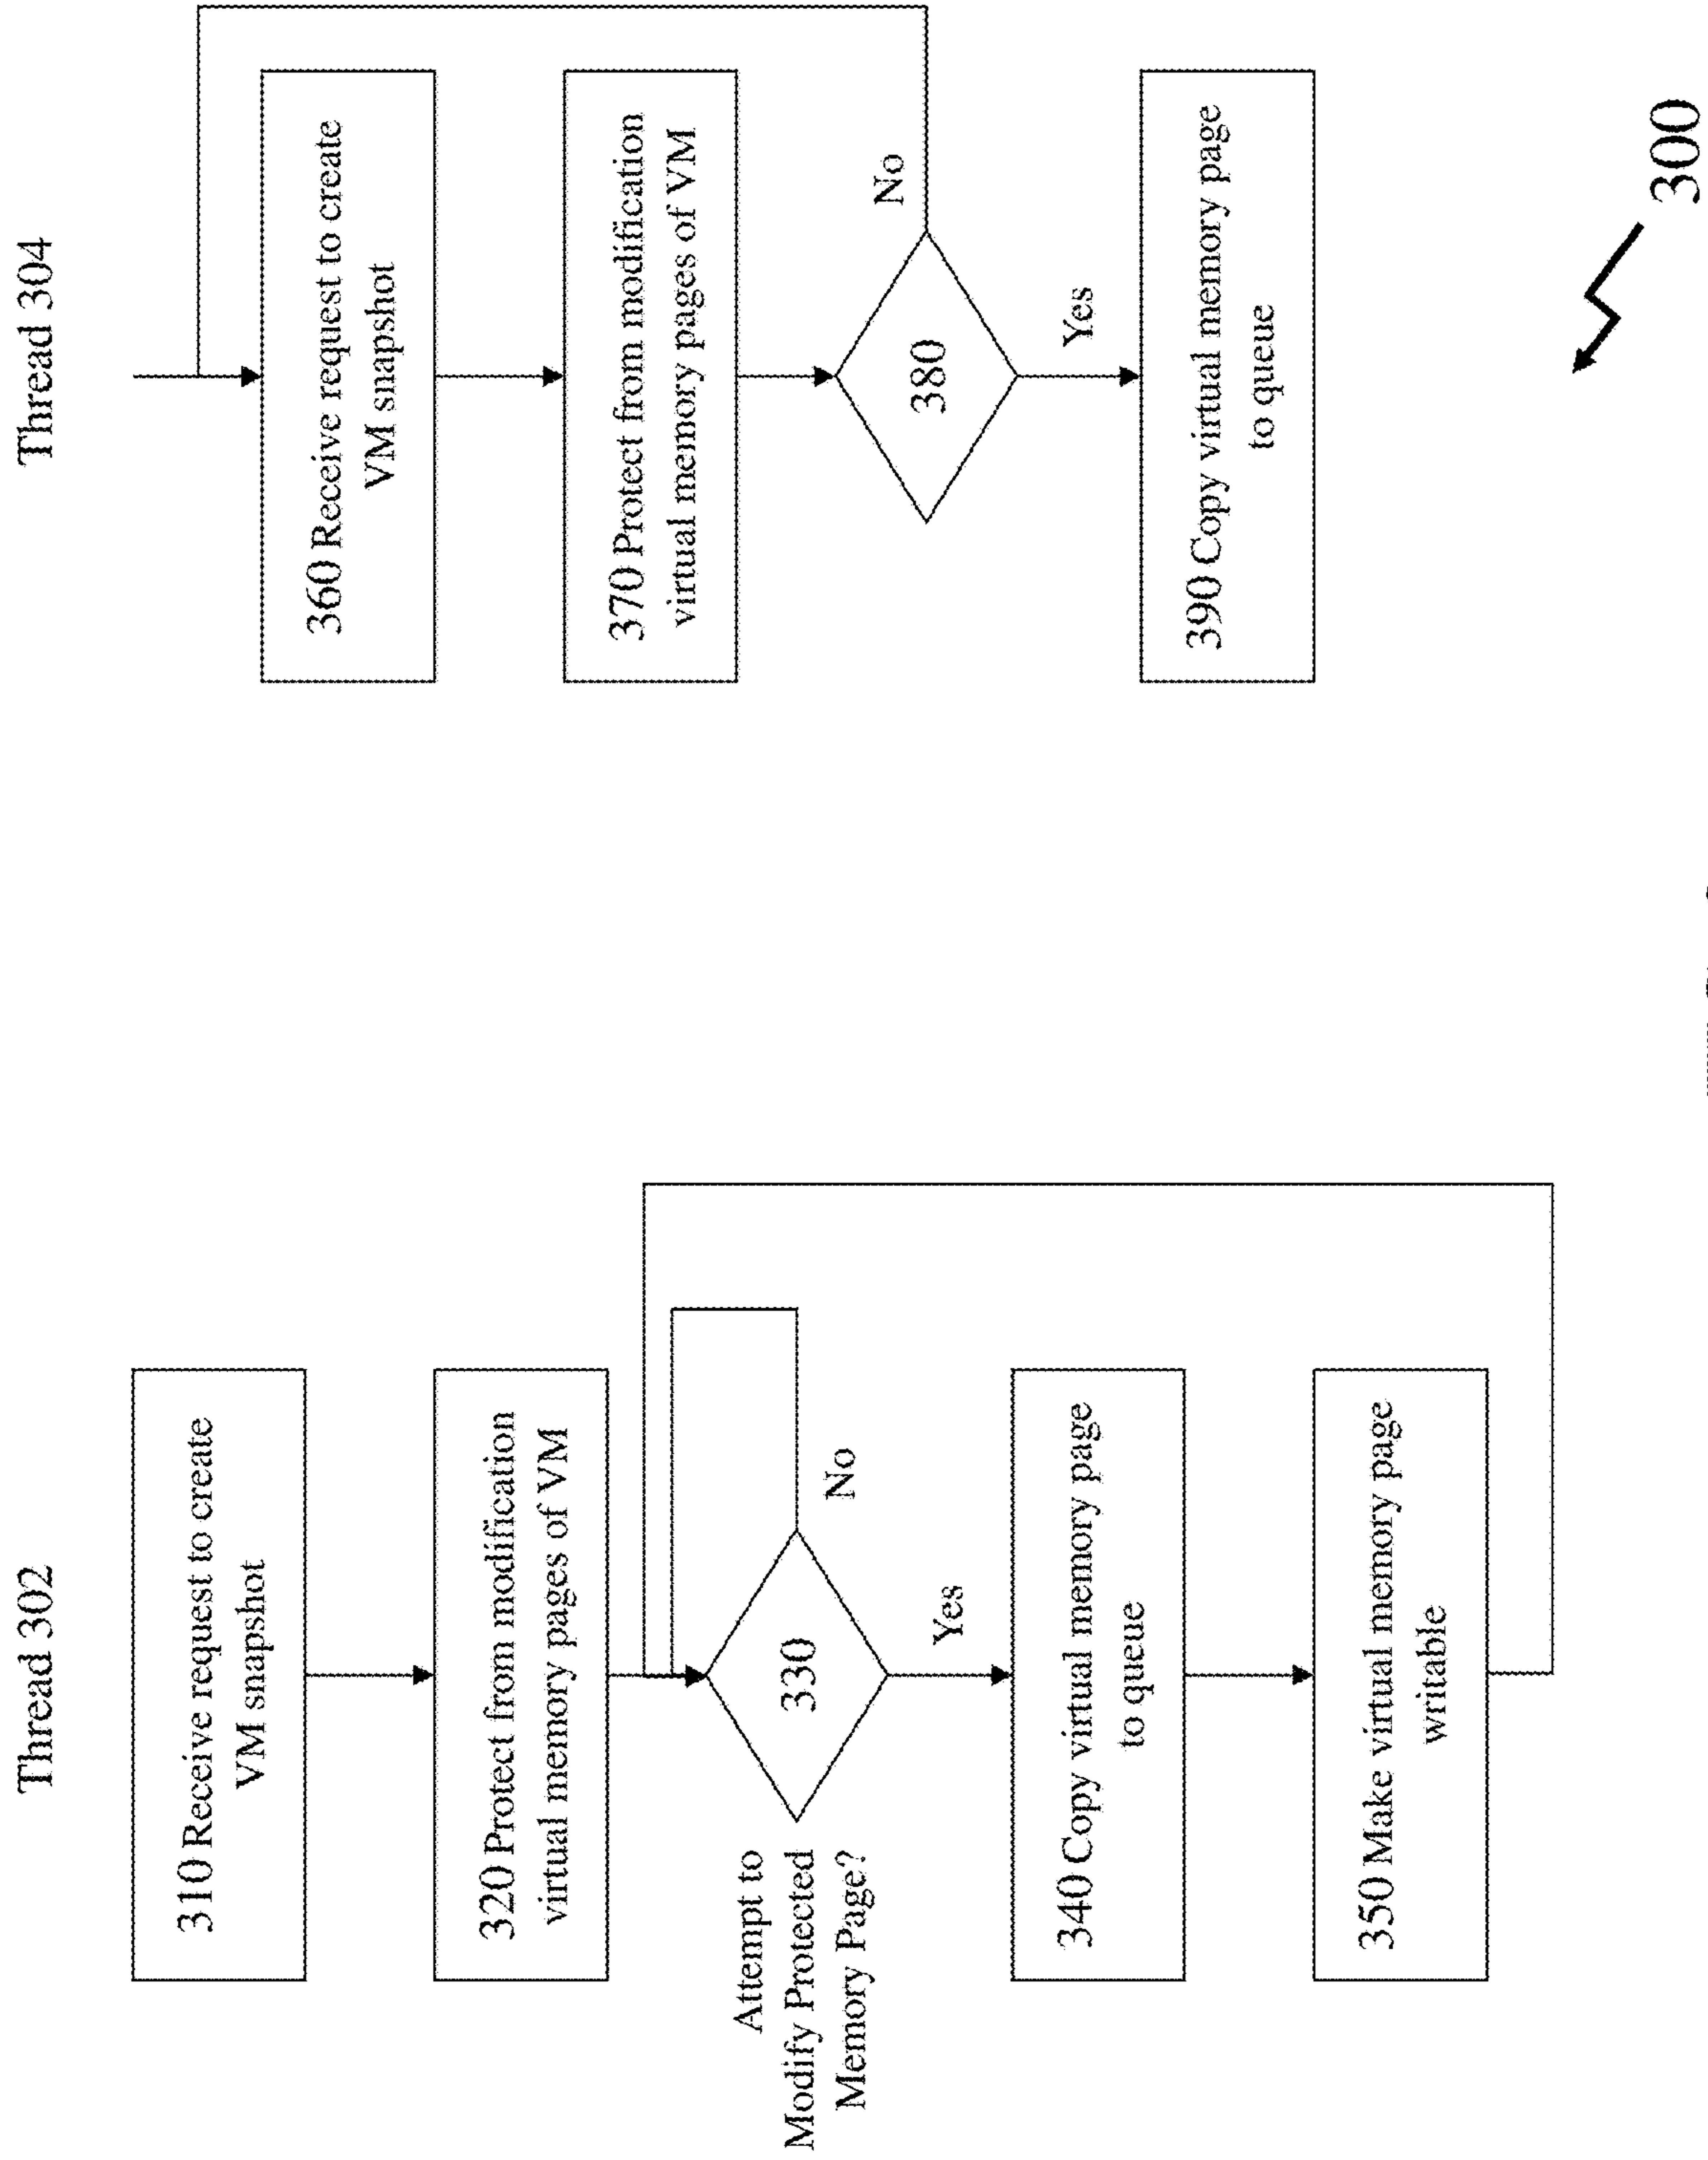 Thread 302
310 Receive request to create
VM snapshot
320 Protect from modification
virtual memory pages of VM
Attempt to
Modify Protected
Memory Page?
330
No
Yes
340 Copy virtual memory page
to queue
350 Make virtual memory page
writable
Thread 304
360 Receive request to create
VM snapshot
370 Protect from modification
virtual memory pages of VM
380
No
Yes
390 Copy virtual memory page
to queue
300